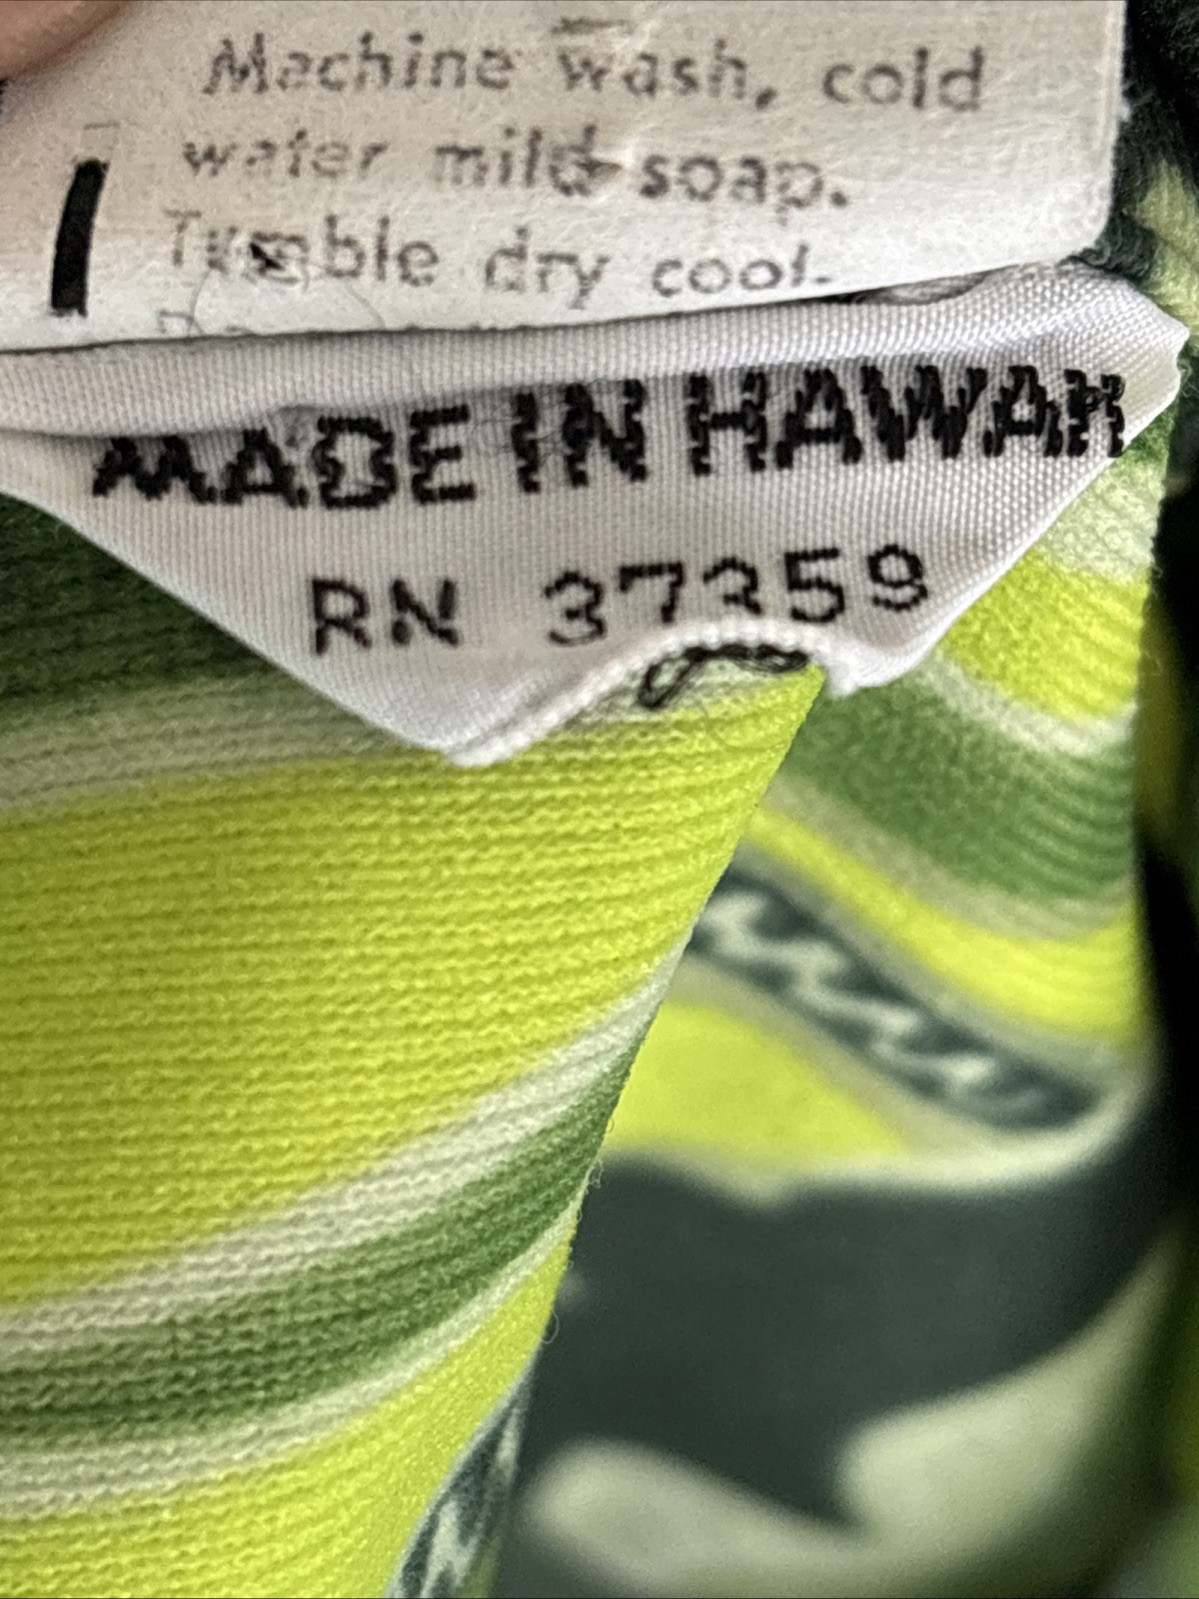 Machine wash, cold
water mild soap.
Tumble dry cool.
MADE IN HAWAII
RN 37359